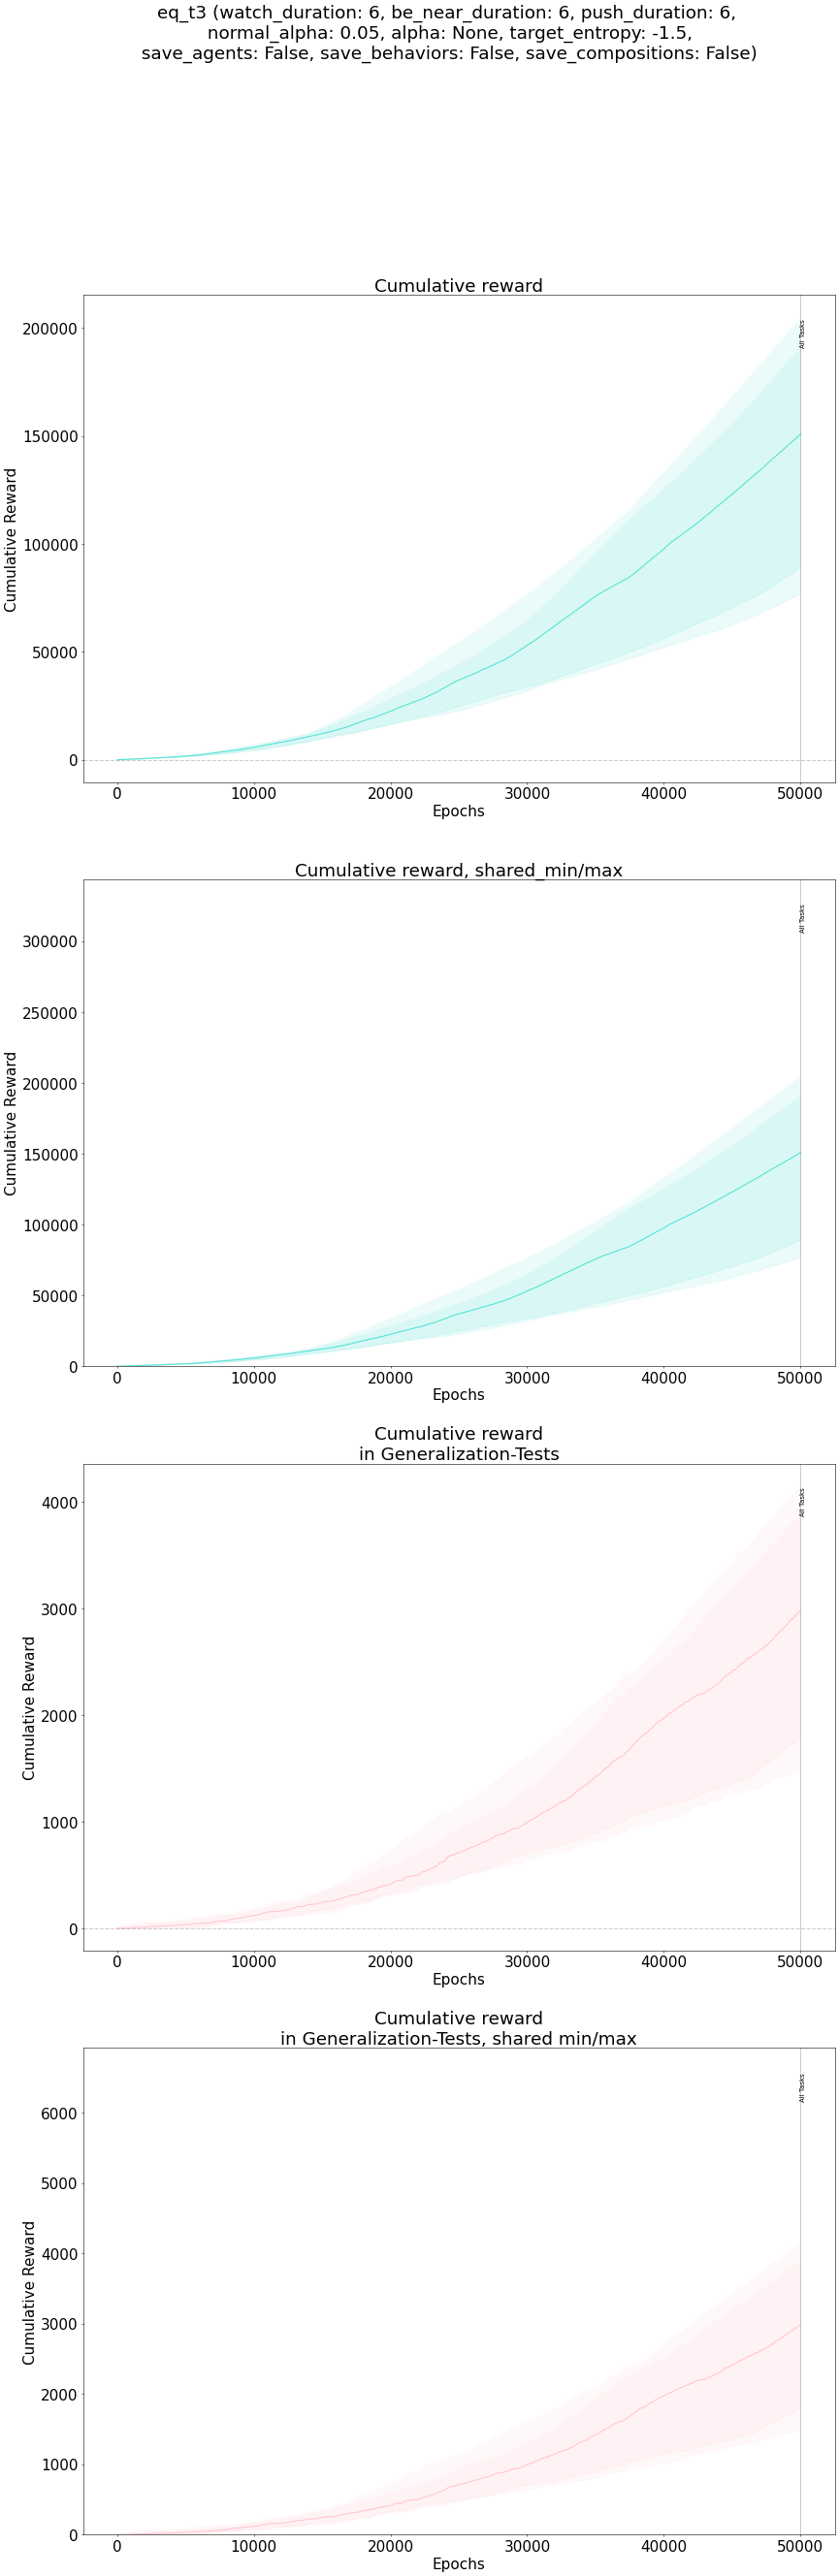 eq_t3 (watch_duration: 6, be_near_duration: 6, push_duration: 6,
normal_alpha: 0.05, alpha: None, target_entropy: -1.5,
save_agents: False, save_behaviors: False, save_compositions: False)
Cumulative reward
200000
150000
100000
50000
0
Cumulative Reward
All Tasks
0 10000 20000 30000 40000 50000
Epochs
Cumulative reward, shared_min/max
300000
250000
200000
150000
100000
50000
0
Cumulative Reward
All Tasks
0 10000 20000 30000 40000 50000
Epochs
Cumulative reward
in Generalization-Tests
4000
3000
2000
1000
0
Cumulative Reward
All Tasks
0 10000 20000 30000 40000 50000
Epochs
Cumulative reward
in Generalization-Tests, shared min/max
6000
5000
4000
3000
2000
1000
0
Cumulative Reward
All Tasks
0 10000 20000 30000 40000 50000
Epochs